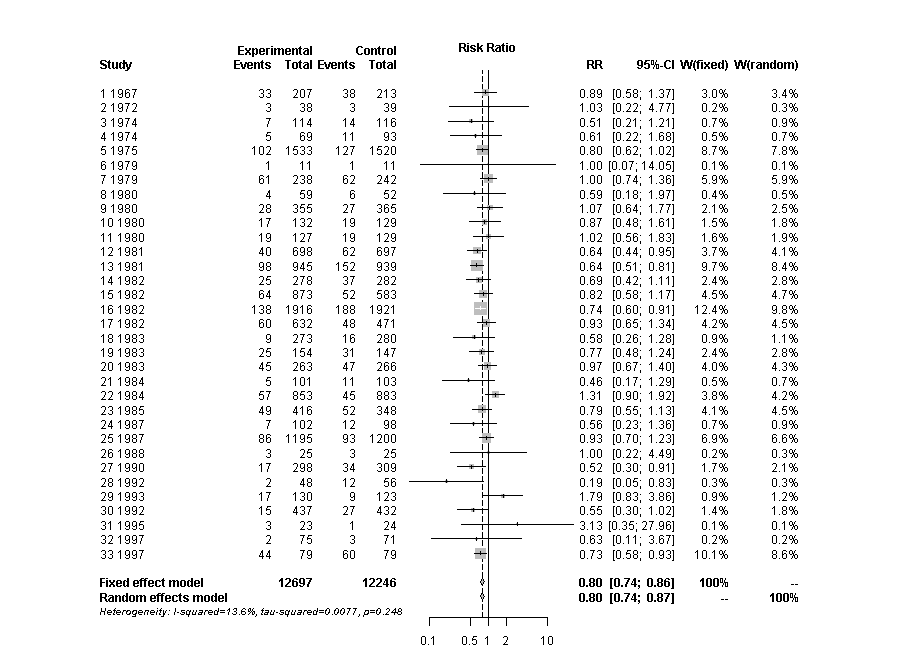 Experimental Control Risk Ratio
Study Events Total Events Total RR 95%-CI W(fixed) W(random)
1 1967 33 207 38 213 0.89 [0.58; 1.37] 3.0% 3.4%
2 1972 3 38 3 39 1.03 [0.22; 4.77] 0.2% 0.3%
3 1974 7 114 14 116 0.51 [0.21; 1.21] 0.7% 0.9%
4 1974 5 69 11 93 0.61 [0.22; 1.68] 0.5% 0.7%
5 1975 102 1533 127 1520 0.80 [0.62; 1.02] 8.7% 7.8%
6 1979 1 11 1 11 1.00 [0.07; 14.05] 0.1% 0.1%
7 1979 61 238 62 242 1.00 [0.74; 1.36] 5.9% 5.9%
8 1980 4 59 6 52 0.59 [0.18; 1.97] 0.4% 0.5%
9 1980 28 355 27 365 1.07 [0.64; 1.77] 2.1% 2.5%
10 1980 17 132 19 129 0.87 [0.48; 1.61] 1.5% 1.8%
11 1980 19 127 19 129 1.02 [0.56; 1.83] 1.6% 1.9%
12 1981 40 698 62 697 0.64 [0.44; 0.95] 3.7% 4.1%
13 1981 98 945 152 939 0.64 [0.51; 0.81] 9.7% 8.4%
14 1982 25 278 37 282 0.69 [0.42; 1.11] 2.4% 2.8%
15 1982 64 873 52 583 0.82 [0.58; 1.17] 4.5% 4.7%
16 1982 138 1916 188 1921 0.74 [0.60; 0.91] 12.4% 9.8%
17 1982 60 632 48 471 0.93 [0.65; 1.34] 4.2% 4.5%
18 1983 9 273 16 280 0.58 [0.26; 1.28] 0.9% 1.1%
19 1983 25 154 31 147 0.77 [0.48; 1.24] 2.4% 2.8%
20 1983 45 263 47 266 0.97 [0.67; 1.40] 4.0% 4.3%
21 1984 5 101 11 103 0.46 [0.17; 1.29] 0.5% 0.7%
22 1984 57 853 45 883 1.31 [0.90; 1.92] 3.8% 4.2%
23 1985 49 416 52 348 0.79 [0.55; 1.13] 4.1% 4.5%
24 1987 7 102 12 98 0.56 [0.23; 1.36] 0.7% 0.9%
25 1987 86 1195 93 1200 0.93 [0.70; 1.23] 6.9% 6.6%
26 1988 3 25 3 25 1.00 [0.22; 4.49] 0.2% 0.3%
27 1990 17 298 34 309 0.52 [0.30; 0.91] 1.7% 2.1%
28 1992 2 48 12 56 0.19 [0.05; 0.83] 0.3% 0.3%
29 1993 17 130 9 123 1.79 [0.83; 3.86] 0.9% 1.2%
30 1992 15 437 27 432 0.55 [0.30; 1.02] 1.4% 1.8%
31 1995 3 23 1 24 3.13 [0.35; 27.96] 0.1% 0.1%
32 1997 2 75 3 71 0.63 [0.11; 3.67] 0.2% 0.2%
33 1997 44 79 60 79 0.73 [0.58; 0.93] 10.1% 8.6%
Fixed effect model 12697 12246 0.80 [0.74; 0.86] 100% --
Random effects model 0.80 [0.74; 0.87] -- 100%
Heterogeneity: I-squared=13.6%, tau-squared=0.0077, p=0.248
0.1 0.5 1 2 10